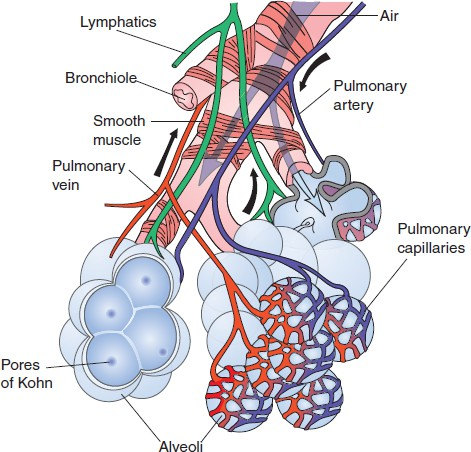 Lymphatics
Air
Bronchiole
Pulmonary
artery
Smooth
muscle
Pulmonary
vein
Pulmonary
capillaries
Pores
of Kohn
Alveoli